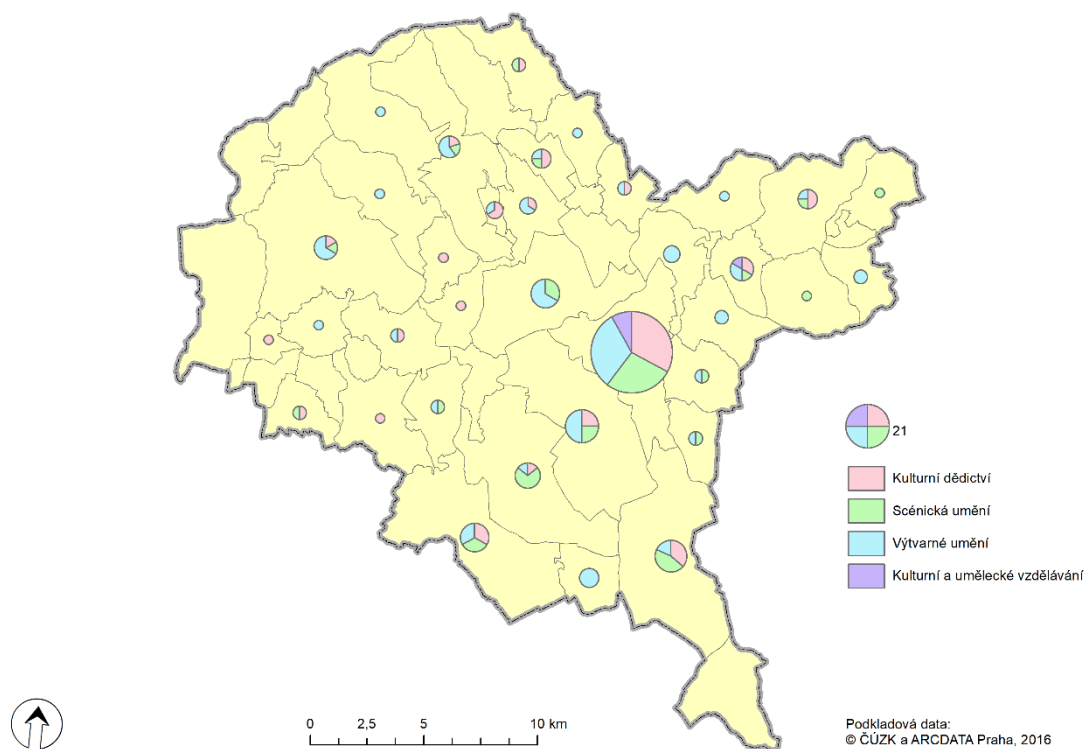 21
Kulturní dědictví
Scénická umění
Výtvarné umění
Kulturní a umělecké vzdělávání
0 2,5 5 10 km
Podkladová data:
© ČÚZK a ARCDATA Praha, 2016